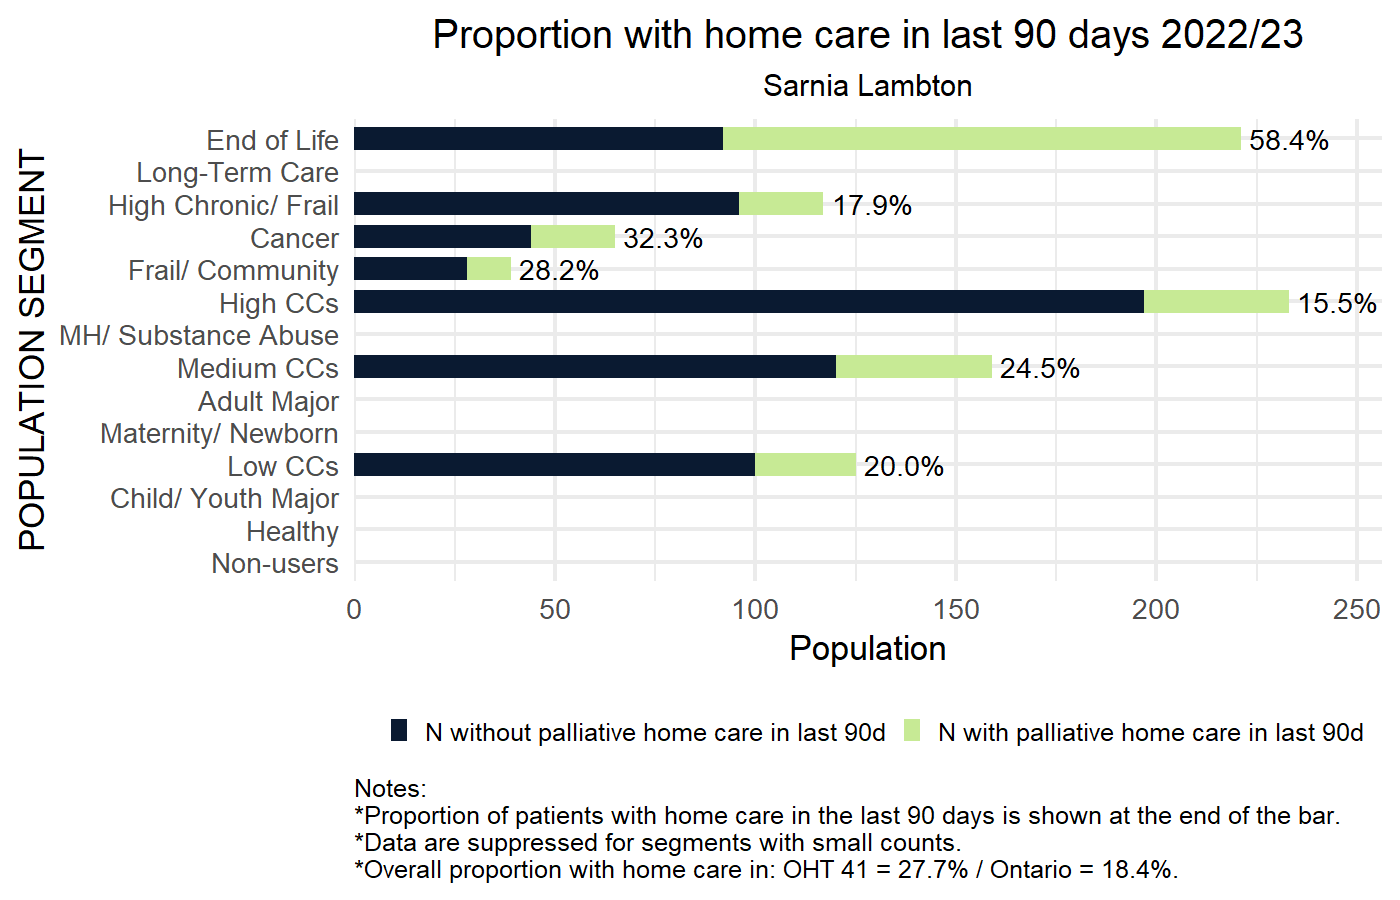 Proportion with home care in last 90 days 2022/23
Sarnia Lambton
POPULATION SEGMENT
End of Life 58.4%
Long-Term Care
High Chronic/ Frail 17.9%
Cancer 32.3%
Frail/ Community 28.2%
High CCs 15.5%
MH/ Substance Abuse
Medium CCs 24.5%
Adult Major
Maternity/ Newborn
Low CCs 20.0%
Child/ Youth Major
Healthy
Non-users
0 50 100 150 200 250
Population
N without palliative home care in last 90d N with palliative home care in last 90d
Notes:
*Proportion of patients with home care in the last 90 days is shown at the end of the bar.
*Data are suppressed for segments with small counts.
*Overall proportion with home care in: OHT 41 = 27.7% / Ontario = 18.4%.